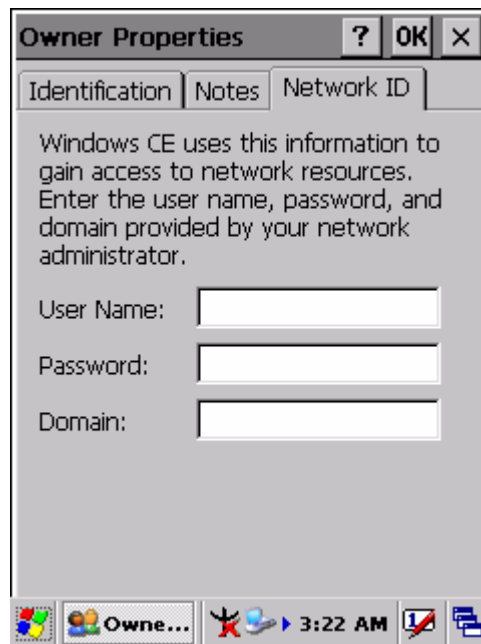 Owner Properties ? OK ×
Identification Notes Network ID
Windows CE uses this information to
gain access to network resources.
Enter the user name, password, and
domain provided by your network
administrator.
User Name:
Password:
Domain:
Owne... 3:22 AM 1